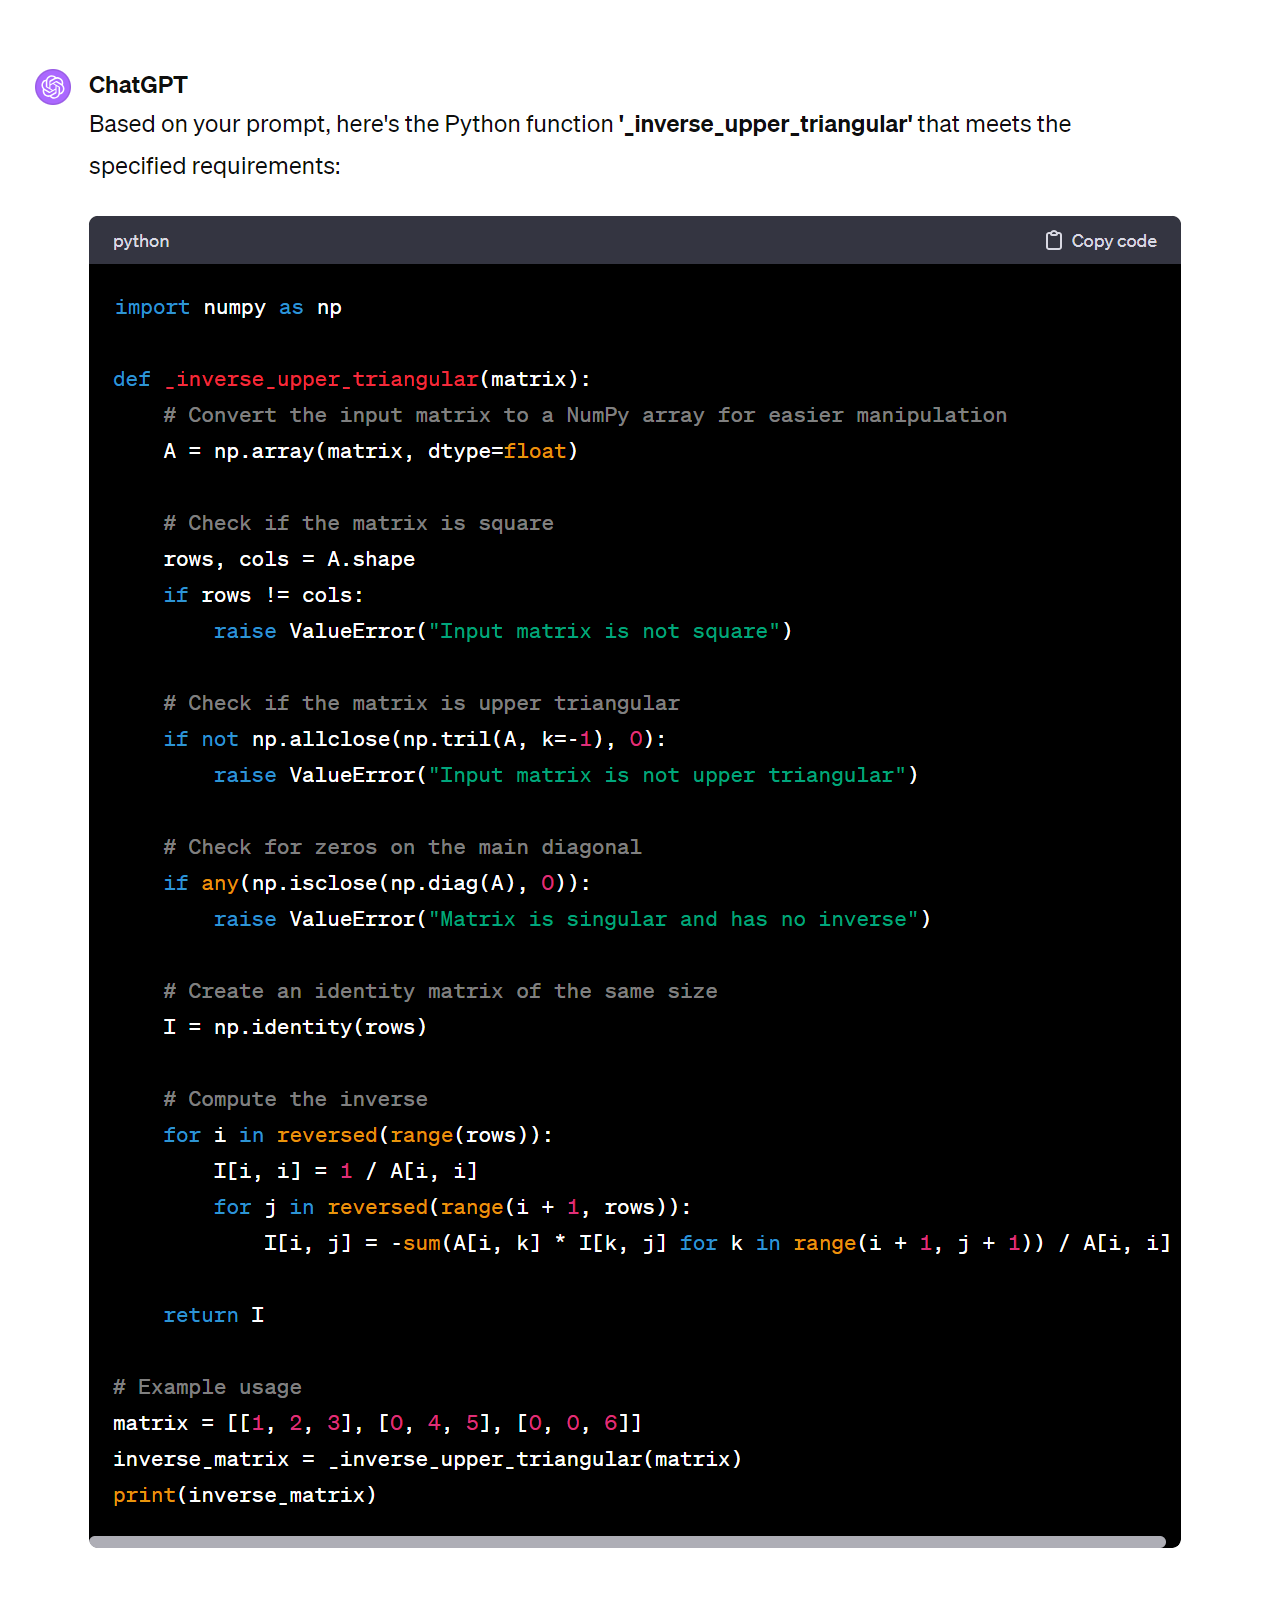 ChatGPT
Based on your prompt, here's the Python function '_inverse_upper_triangular' that meets the
specified requirements:
python
Copy code
import numpy as np
def _inverse_upper_triangular(matrix):
    # Convert the input matrix to a NumPy array for easier manipulation
    A = np.array(matrix, dtype=float)
    # Check if the matrix is square
    rows, cols = A.shape
    if rows != cols:
        raise ValueError("Input matrix is not square")
    # Check if the matrix is upper triangular
    if not np.allclose(np.tril(A, k=-1), 0):
        raise ValueError("Input matrix is not upper triangular")
    # Check for zeros on the main diagonal
    if any(np.isclose(np.diag(A), 0)):
        raise ValueError("Matrix is singular and has no inverse")
    # Create an identity matrix of the same size
    I = np.identity(rows)
    # Compute the inverse
    for i in reversed(range(rows)):
        I[i, i] = 1 / A[i, i]
        for j in reversed(range(i + 1, rows)):
            I[i, j] = -sum(A[i, k] * I[k, j] for k in range(i + 1, j + 1)) / A[i, i]
    return I
# Example usage
matrix = [[1, 2, 3], [0, 4, 5], [0, 0, 6]]
inverse_matrix = _inverse_upper_triangular(matrix)
print(inverse_matrix)